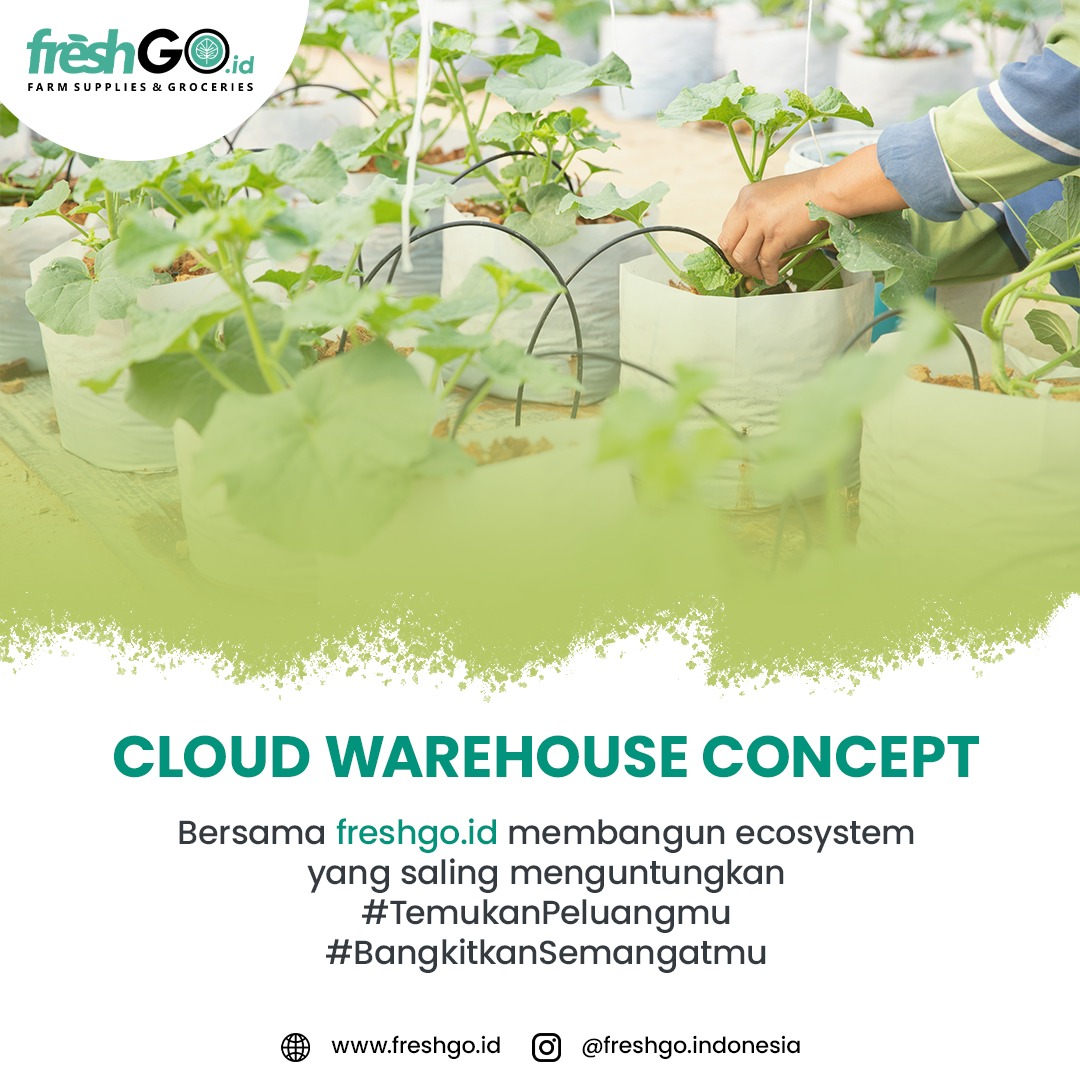 freshGO.id
FARM SUPPLIES & GROCERIES
CLOUD WAREHOUSE CONCEPT
Bersama freshgo.id membangun ecosystem
yang saling menguntungkan
#TemukanPeluangmu
#BangkitkanSemangatmu
www.freshgo.id @freshgo.indonesia